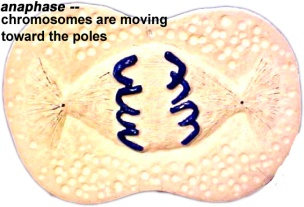 anaphase --
chromosomes are moving
toward the poles